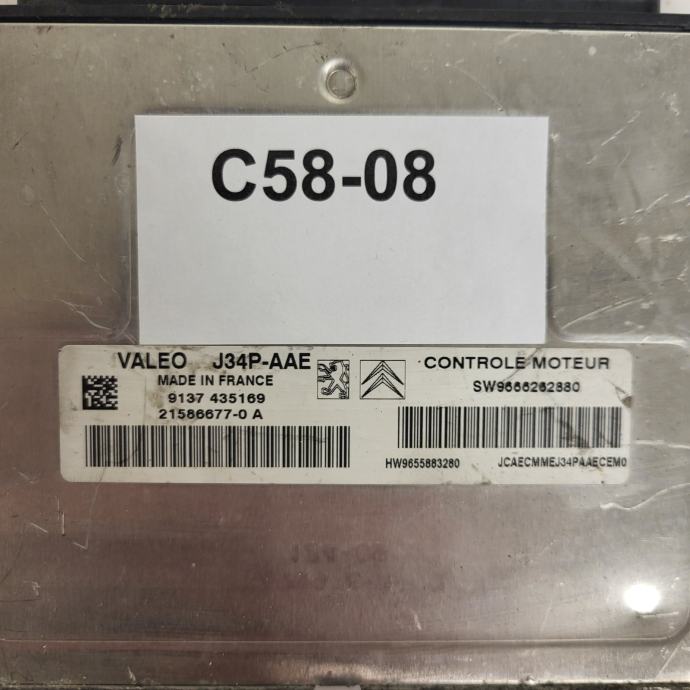 C58-08
VALEO J34P-AAE
MADE IN FRANCE
9137 435169
21586677-0 A
CONTROLE MOTEUR
SW9666262880
HW9655883280 JCAECMMEJ34PAAECEM0